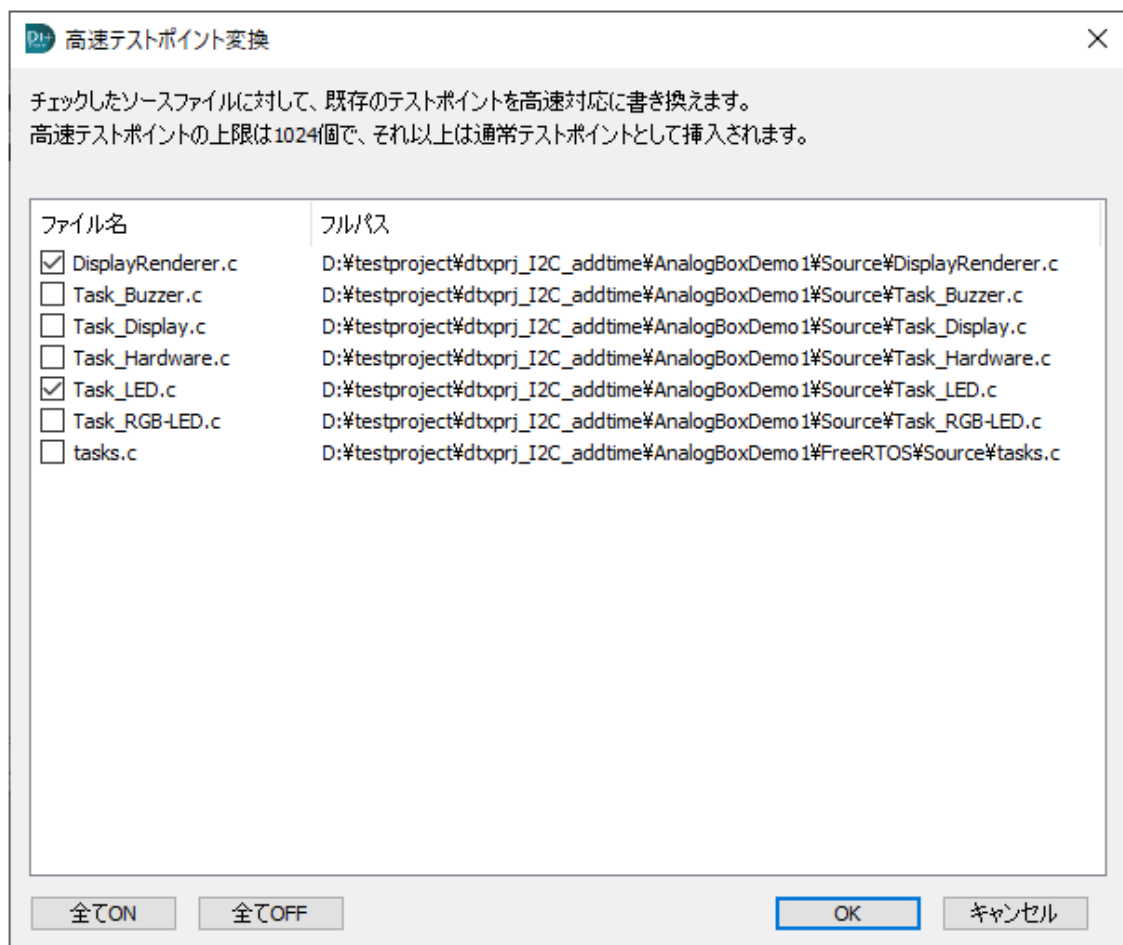 DT+
高速テストポイント変換
チェックしたソースファイルに対して、既存のテストポイントを高速対応に書き換えます。
高速テストポイントの上限は1024個で、それ以上は通常テストポイントとして挿入されます。
ファイル名 フルパス
DisplayRenderer.c D:¥testproject¥dtxprj_I2C_addtime¥AnalogBoxDemo1¥Source¥DisplayRenderer.c
Task_Buzzer.c D:¥testproject¥dtxprj_I2C_addtime¥AnalogBoxDemo1¥Source¥Task_Buzzer.c
Task_Display.c D:¥testproject¥dtxprj_I2C_addtime¥AnalogBoxDemo1¥Source¥Task_Display.c
Task_Hardware.c D:¥testproject¥dtxprj_I2C_addtime¥AnalogBoxDemo1¥Source¥Task_Hardware.c
Task_LED.c D:¥testproject¥dtxprj_I2C_addtime¥AnalogBoxDemo1¥Source¥Task_LED.c
Task_RGB-LED.c D:¥testproject¥dtxprj_I2C_addtime¥AnalogBoxDemo1¥Source¥Task_RGB-LED.c
tasks.c D:¥testproject¥dtxprj_I2C_addtime¥AnalogBoxDemo1¥FreeRTOS¥Source¥tasks.c
全てON 全てOFF OK キャンセル